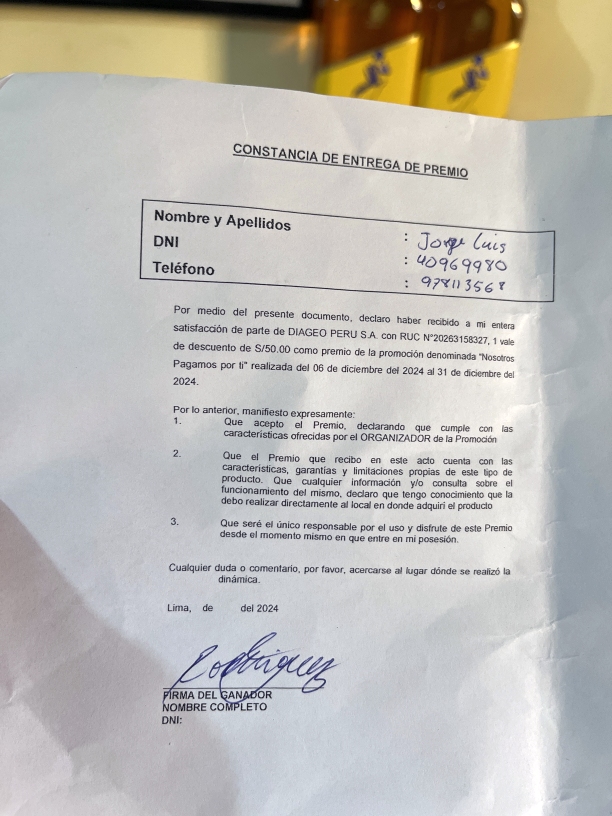 CONSTANCIA DE ENTREGA DE PREMIO
Nombre y Apellidos : Jorge Luis
DNI : 40969980
Teléfono : 978113568
Por medio del presente documento, declaro haber recibido a mi entera
satisfacción de parte de DIAGEO PERU S.A. con RUC N°20263158327, 1 vale
de descuento de S/50.00 como premio de la promoción denominada "Nosotros
Pagamos por ti" realizada del 06 de diciembre del 2024 al 31 de diciembre del
2024.
Por lo anterior, manifiesto expresamente:
1. Que acepto el Premio, declarando que cumple con las
características ofrecidas por el ORGANIZADOR de la Promoción
2. Que el Premio que recibo en este acto cuenta con las
características, garantías y limitaciones propias de este tipo de
producto. Que cualquier información y/o consulta sobre el
funcionamiento del mismo, declaro que tengo conocimiento que la
debo realizar directamente al local en donde adquirí el producto
3. Que seré el único responsable por el uso y disfrute de este Premio
desde el momento mismo en que entre en mi posesión.
Cualquier duda o comentario, por favor, acercarse al lugar dónde se realizó la
dinámica.
Lima, de del 2024
Rodriguez
FIRMA DEL GANADOR
NOMBRE COMPLETO
DNI: